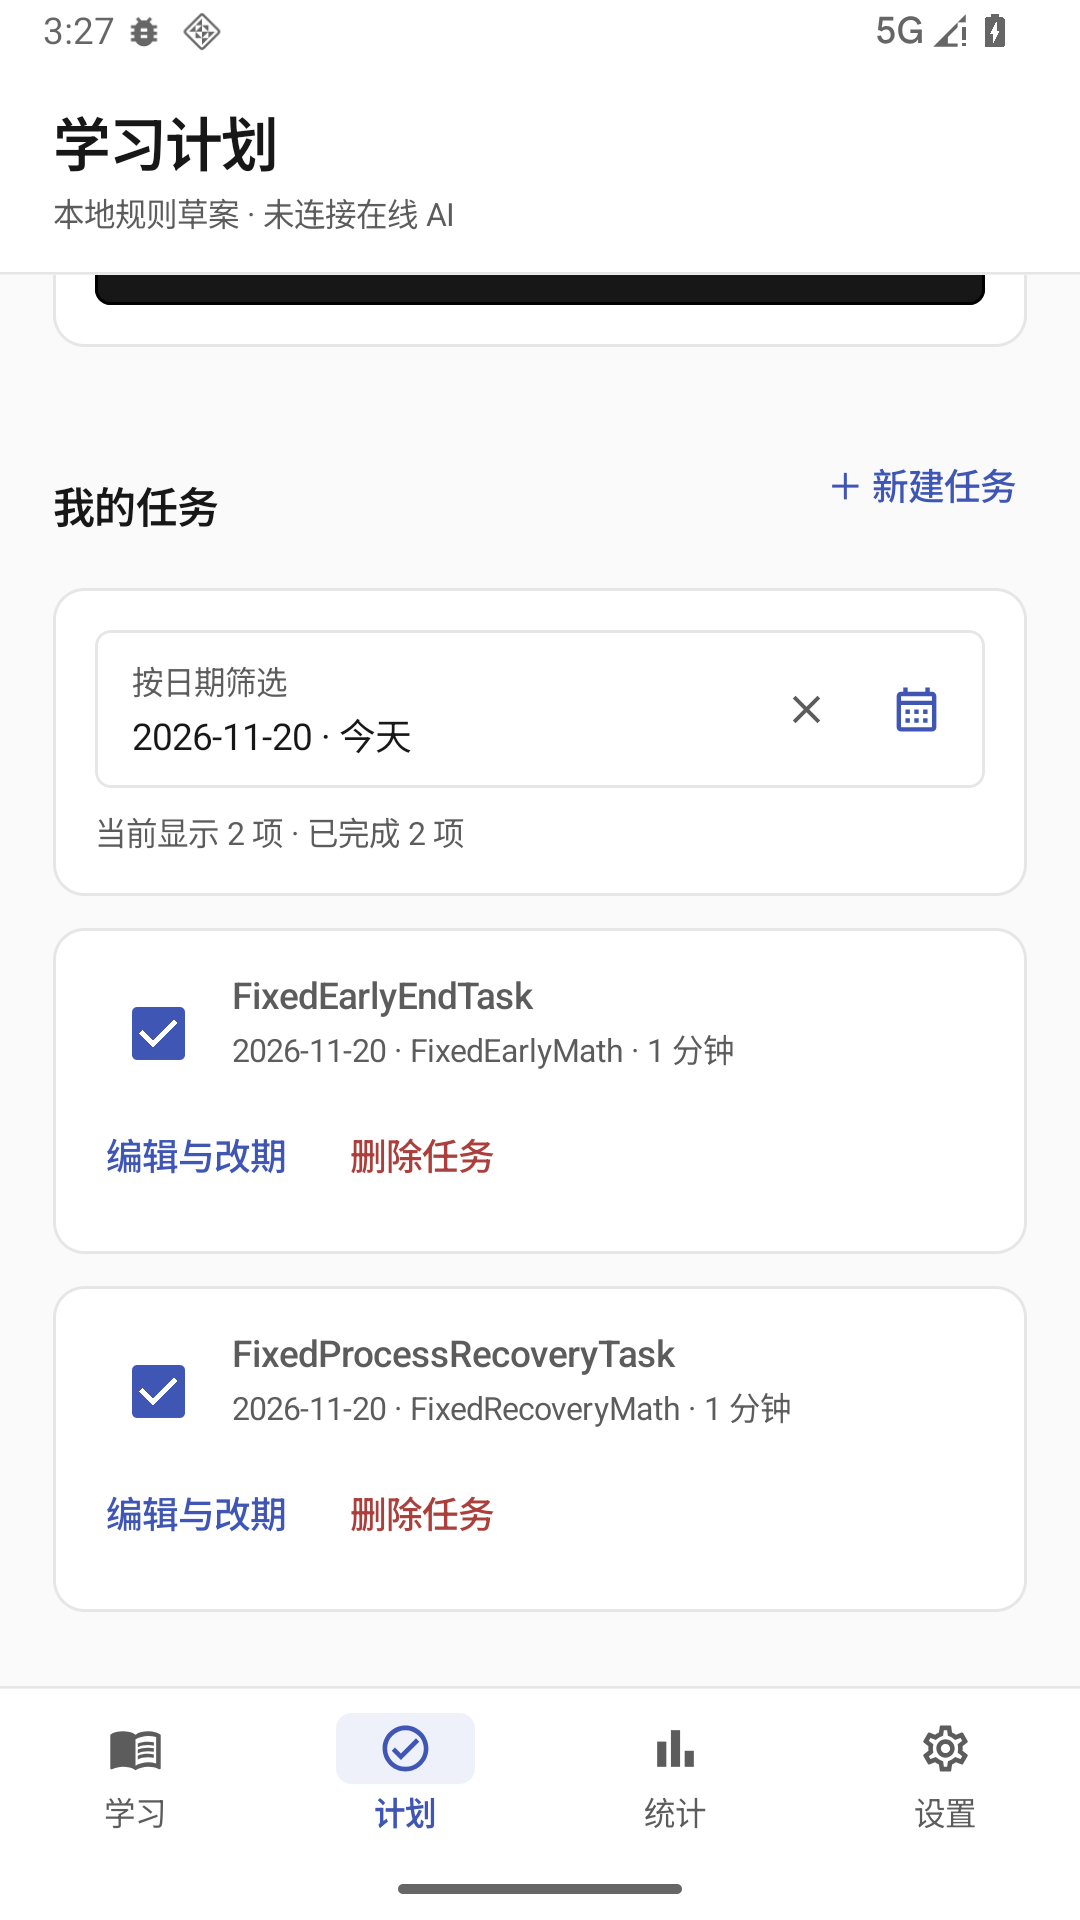 3:27
5G
学习计划
本地规则草案 · 未连接在线 AI
我的任务
+ 新建任务
按日期筛选
2026-11-20 · 今天
当前显示 2 项 · 已完成 2 项
FixedEarlyEndTask
2026-11-20 · FixedEarlyMath · 1 分钟
编辑与改期 删除任务
FixedProcessRecoveryTask
2026-11-20 · FixedRecoveryMath · 1 分钟
编辑与改期 删除任务
学习 计划 统计 设置